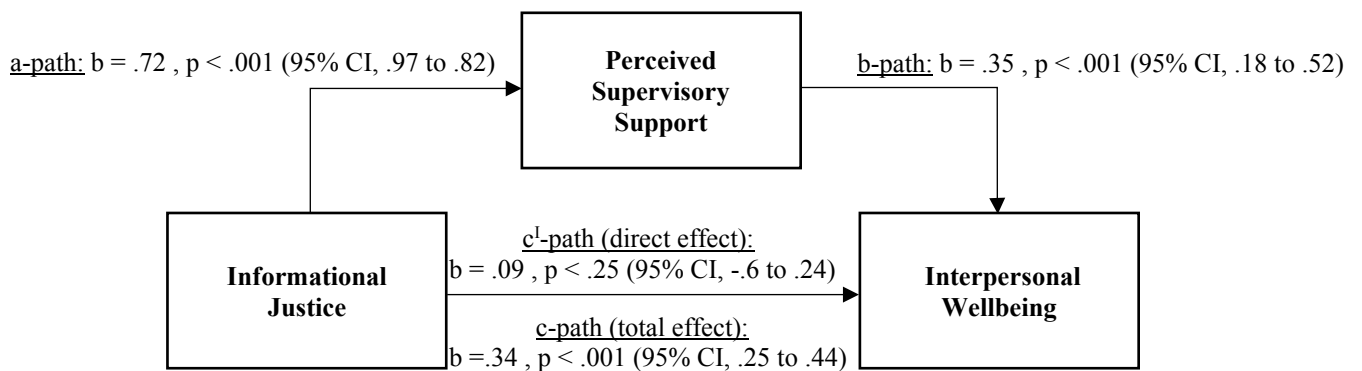 a-path: b = .72 , p < .001 (95% CI, .97 to .82)
Perceived
Supervisory
Support
b-path: b = .35 , p < .001 (95% CI, .18 to .52)
Informational
Justice
cᴵ-path (direct effect):
b = .09 , p < .25 (95% CI, -.6 to .24)
c-path (total effect):
b =.34 , p < .001 (95% CI, .25 to .44)
Interpersonal
Wellbeing